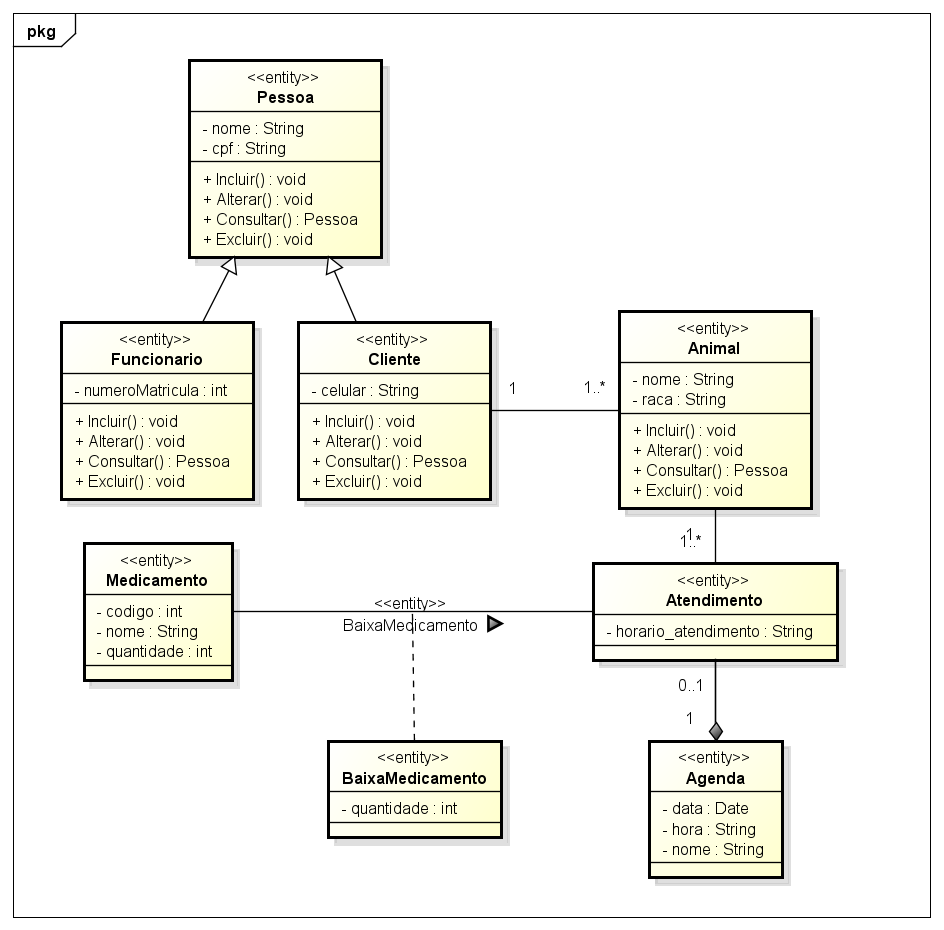 pkg
<<entity>>
Pessoa
- nome : String
- cpf : String
+ Incluir() : void
+ Alterar() : void
+ Consultar() : Pessoa
+ Excluir() : void
<<entity>>
Funcionario
- numeroMatricula : int
+ Incluir() : void
+ Alterar() : void
+ Consultar() : Pessoa
+ Excluir() : void
<<entity>>
Cliente
- celular : String
+ Incluir() : void
+ Alterar() : void
+ Consultar() : Pessoa
+ Excluir() : void
1
1..*
<<entity>>
Animal
- nome : String
- raca : String
+ Incluir() : void
+ Alterar() : void
+ Consultar() : Pessoa
+ Excluir() : void
1
1..*
<<entity>>
Medicamento
- codigo : int
- nome : String
- quantidade : int
<<entity>>
BaixaMedicamento
<<entity>>
Atendimento
- horario_atendimento : String
0..1
1
<<entity>>
BaixaMedicamento
- quantidade : int
<<entity>>
Agenda
- data : Date
- hora : String
- nome : String